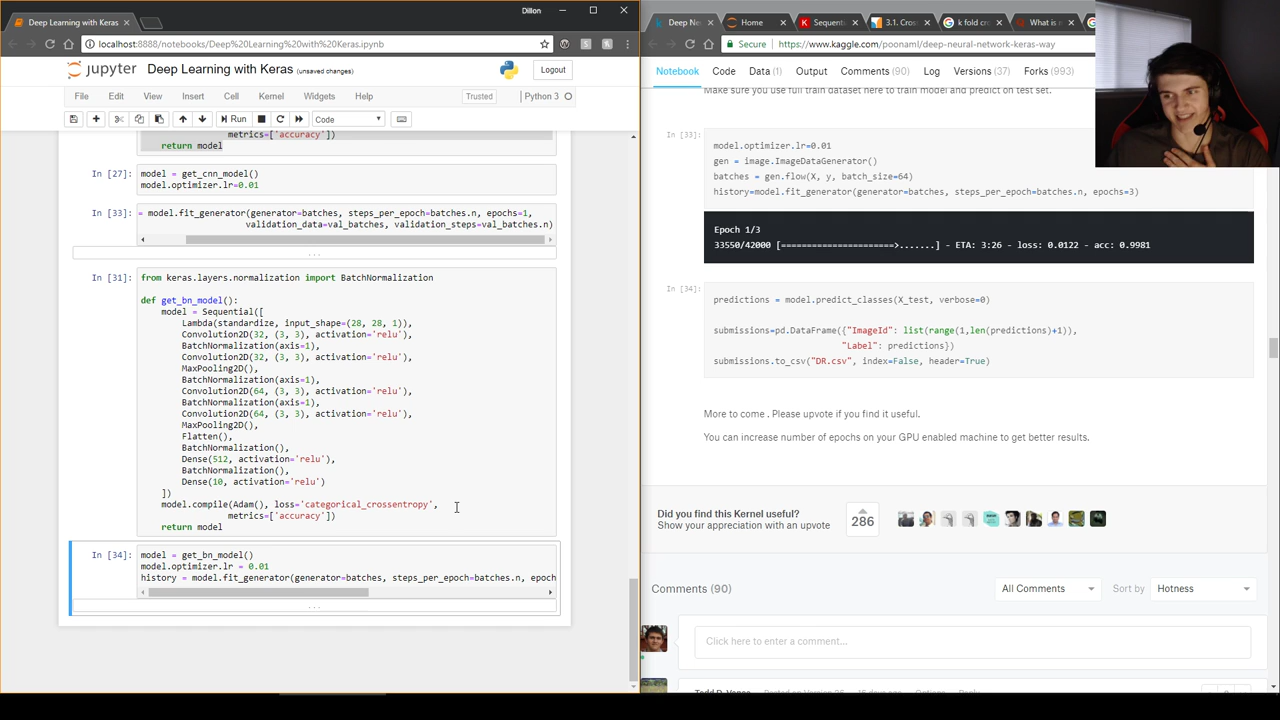 Dillon
Deep Learning with Keras
localhost:8888/notebooks/Deep%20Learning%20with%20Keras.ipynb
jupyter Deep Learning with Keras (unsaved changes)
Logout
File Edit View Insert Cell Kernel Widgets Help
Trusted
Python 3
Run
Code
metrics=['accuracy'])
return model
In [27]: model = get_cnn_model()
model.optimizer.lr=0.01
In [33]: = model.fit_generator(generator=batches, steps_per_epoch=batches.n, epochs=1,
validation_data=val_batches, validation_steps=val_batches.n)
In [31]: from keras.layers.normalization import BatchNormalization
def get_bn_model():
model = Sequential([
Lambda(standardize, input_shape=(28, 28, 1)),
Convolution2D(32, (3, 3), activation='relu'),
BatchNormalization(axis=1),
Convolution2D(32, (3, 3), activation='relu'),
MaxPooling2D(),
BatchNormalization(axis=1),
Convolution2D(64, (3, 3), activation='relu'),
BatchNormalization(axis=1),
Convolution2D(64, (3, 3), activation='relu'),
MaxPooling2D(),
Flatten(),
BatchNormalization(),
Dense(512, activation='relu'),
BatchNormalization(),
Dense(10, activation='relu')
])
model.compile(Adam(), loss='categorical_crossentropy',
metrics=['accuracy'])
return model
In [34]: model = get_bn_model()
model.optimizer.lr = 0.01
history = model.fit_generator(generator=batches, steps_per_epoch=batches.n, epoch
Deep Ne
Home
Sequenti
3.1. Cros
k fold cr
What is
Secure https://www.kaggle.com/poonaml/deep-neural-network-keras-way
Notebook Code Data (1) Output Comments (90) Log Versions (37) Forks (993)
Make sure you use full train dataset here to train model and predict on test set.
In [33]:
model.optimizer.lr=0.01
gen = image.ImageDataGenerator()
batches = gen.flow(X, y, batch_size=64)
history=model.fit_generator(generator=batches, steps_per_epoch=batches.n, epochs=3)
Epoch 1/3
33550/42000 [======================>.......] - ETA: 3:26 - loss: 0.0122 - acc: 0.9981
In [34]:
predictions = model.predict_classes(X_test, verbose=0)
submissions=pd.DataFrame({"ImageId": list(range(1,len(predictions)+1)),
"Label": predictions})
submissions.to_csv("DR.csv", index=False, header=True)
More to come . Please upvote if you find it useful.
You can increase number of epochs on your GPU enabled machine to get better results.
Did you find this Kernel useful?
Show your appreciation with an upvote
286
Comments (90)
All Comments
Sort by
Hotness
Click here to enter a comment...